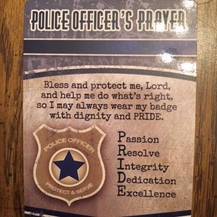 POLICE OFFICER'S PRAYER
Bless and protect me, Lord,
and help me do what's right,
so I may always wear my badge
with dignity and PRIDE.
POLICE OFFICER
PROTECT & SERVE
Passion
Resolve
Integrity
Dedication
Excellence